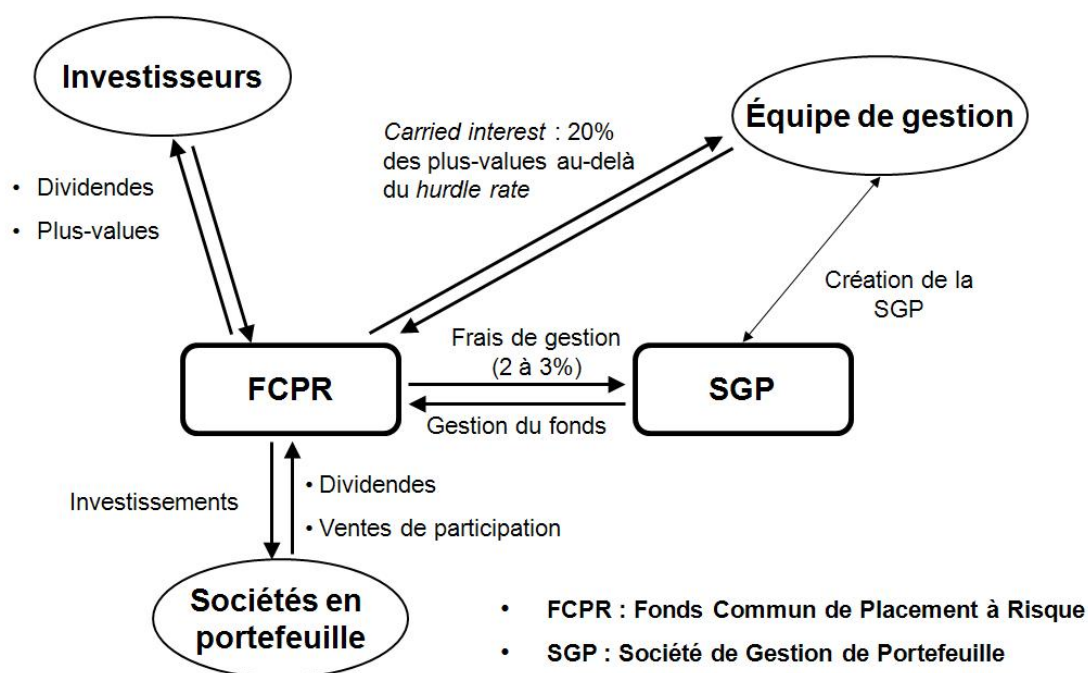 Investisseurs
Équipe de gestion
Carried interest : 20%
des plus-values au-delà
du hurdle rate
• Dividendes
• Plus-values
Création de la
SGP
Frais de gestion
(2 à 3%)
FCPR
SGP
Gestion du fonds
Investissements
• Dividendes
• Ventes de participation
Sociétés en
portefeuille
• FCPR : Fonds Commun de Placement à Risque
• SGP : Société de Gestion de Portefeuille